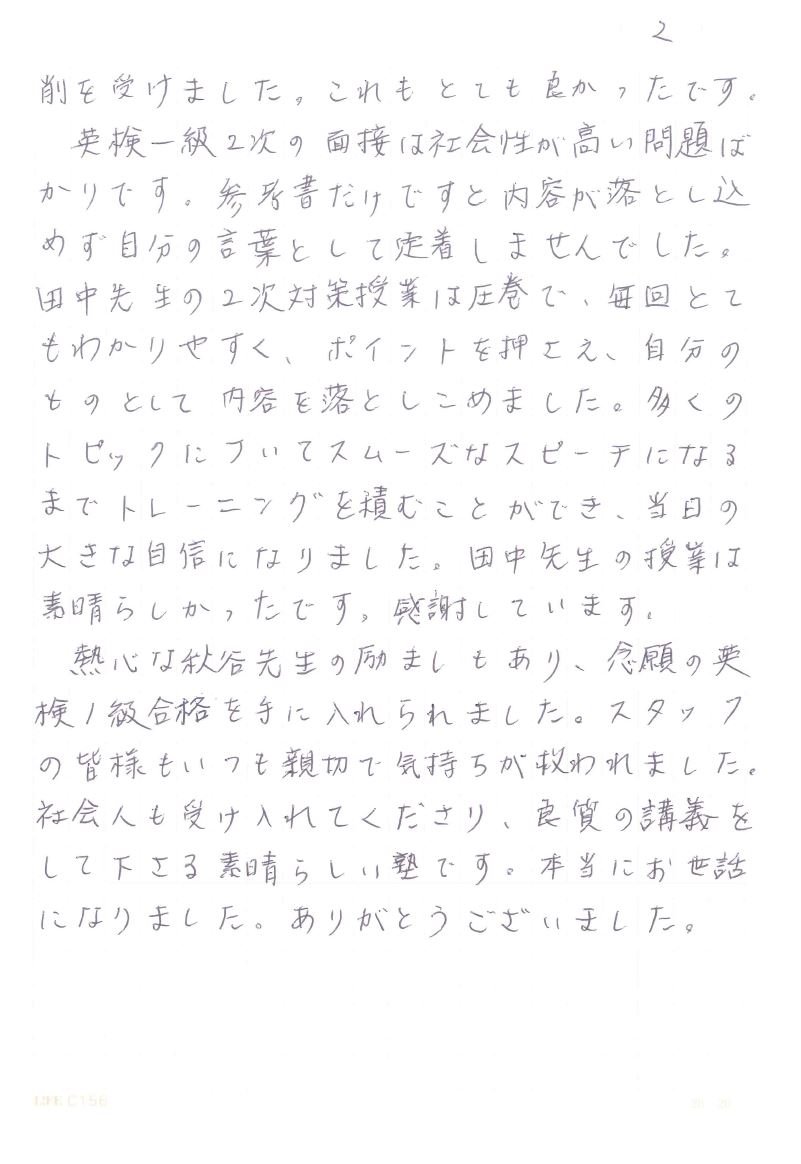 2
削を受けました。これもとても良かったです。
英検一級2次の面接は社会性が高い問題ば
かりです。参考書だけですと内容が落とし込
めず自分の言葉として定着しませんでした。
田中先生の2次対策授業は圧巻で、毎回とて
もわかりやすく、ポイントを押さえ、自分の
ものとして内容を落としこめました。多くの
トピックについてスムーズなスピーチになる
までトレーニングを積むことができ、当日の
大きな自信になりました。田中先生の授業は
素晴らしかったです。感謝しています。
熱心な秋谷先生の励ましもあり、念願の英
検1級合格を手に入れられました。スタッフ
の皆様もいつも親切で気持ちが救われました。
社会人も受け入れてくださり、良質の講義を
して下さる素晴らしい塾です。本当にお世話
になりました。ありがとうございました。
LIFE C156
20 20